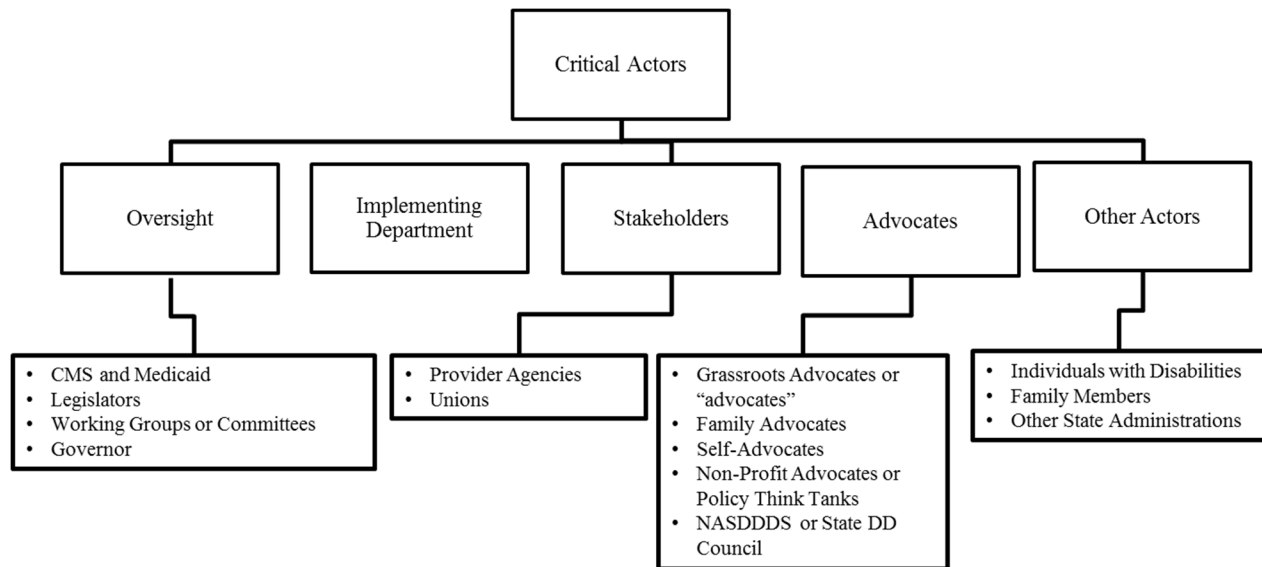 Critical Actors
Oversight
Implementing
Department
Stakeholders
Advocates
Other Actors
• CMS and Medicaid
• Legislators
• Working Groups or Committees
• Governor
• Provider Agencies
• Unions
• Grassroots Advocates or
“advocates”
• Family Advocates
• Self-Advocates
• Non-Profit Advocates or
Policy Think Tanks
• NASDDDS or State DD
Council
• Individuals with Disabilities
• Family Members
• Other State Administrations